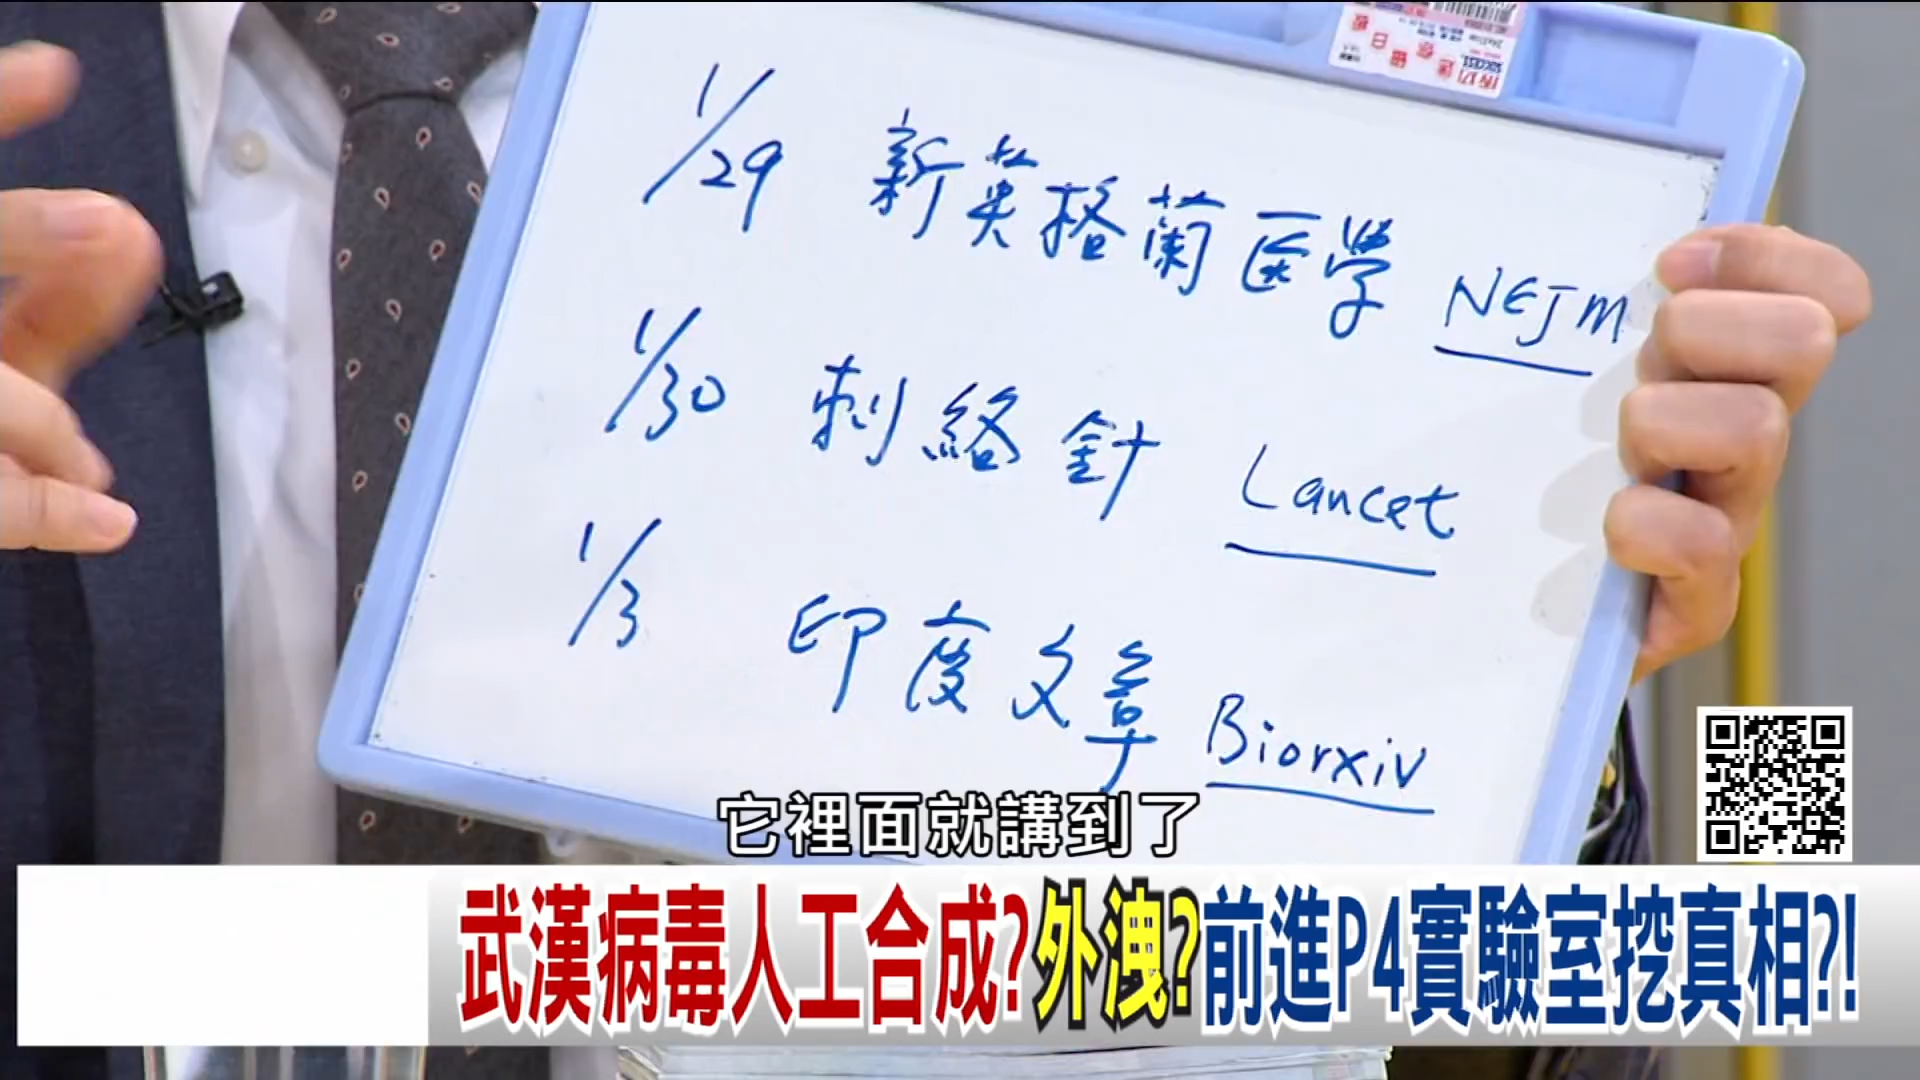 1/29 新英格蘭医学 NEJM
1/30 刺絡針 Lancet
1/3 印度文章 Biorxiv
它裡面就講到了
武漢病毒人工合成?外洩?前進P4實驗室挖真相?!